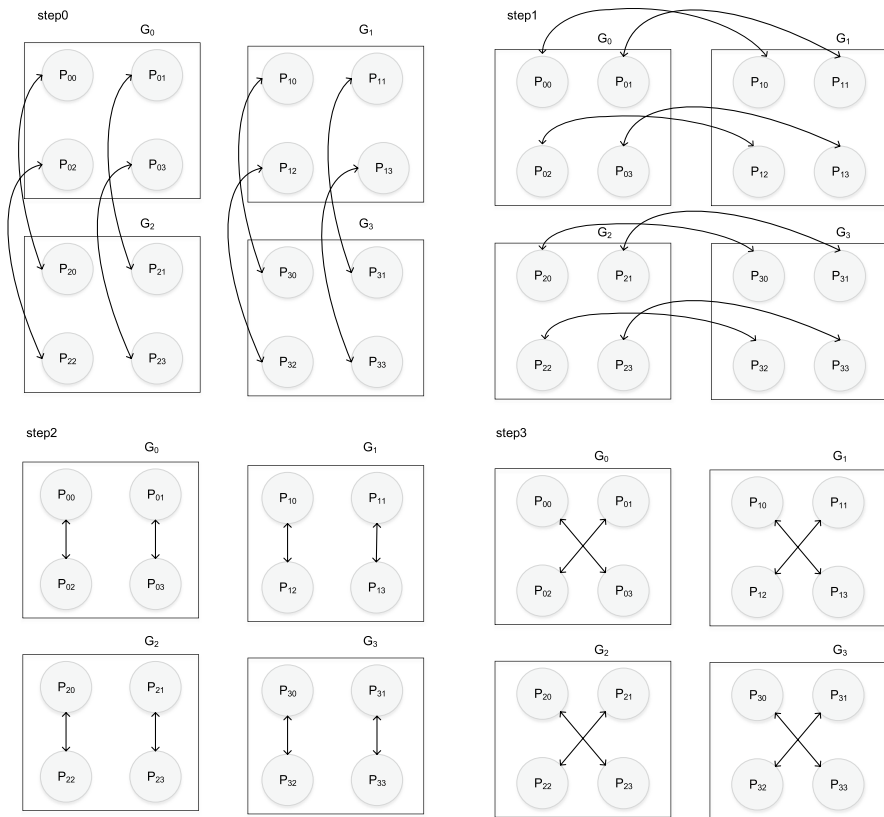 step0
G₀ G₁
P₀₀ P₀₁ P₁₀ P₁₁
P₀₂ P₀₃ P₁₂ P₁₃
G₂ G₃
P₂₀ P₂₁ P₃₀ P₃₁
P₂₂ P₂₃ P₃₂ P₃₃
step1
G₀ G₁
P₀₀ P₀₁ P₁₀ P₁₁
P₀₂ P₀₃ P₁₂ P₁₃
G₂ G₃
P₂₀ P₂₁ P₃₀ P₃₁
P₂₂ P₂₃ P₃₂ P₃₃
step2
G₀ G₁
P₀₀ P₀₁ P₁₀ P₁₁
P₀₂ P₀₃ P₁₂ P₁₃
G₂ G₃
P₂₀ P₂₁ P₃₀ P₃₁
P₂₂ P₂₃ P₃₂ P₃₃
step3
G₀ G₁
P₀₀ P₀₁ P₁₀ P₁₁
P₀₂ P₀₃ P₁₂ P₁₃
G₂ G₃
P₂₀ P₂₁ P₃₀ P₃₁
P₂₂ P₂₃ P₃₂ P₃₃